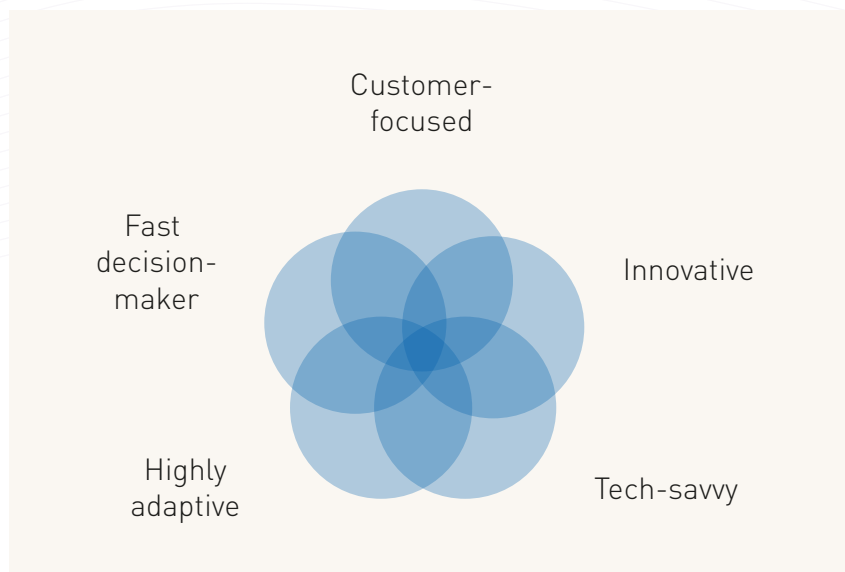 Customer-
focused
Fast
decision-
maker
Innovative
Highly
adaptive
Tech-savvy